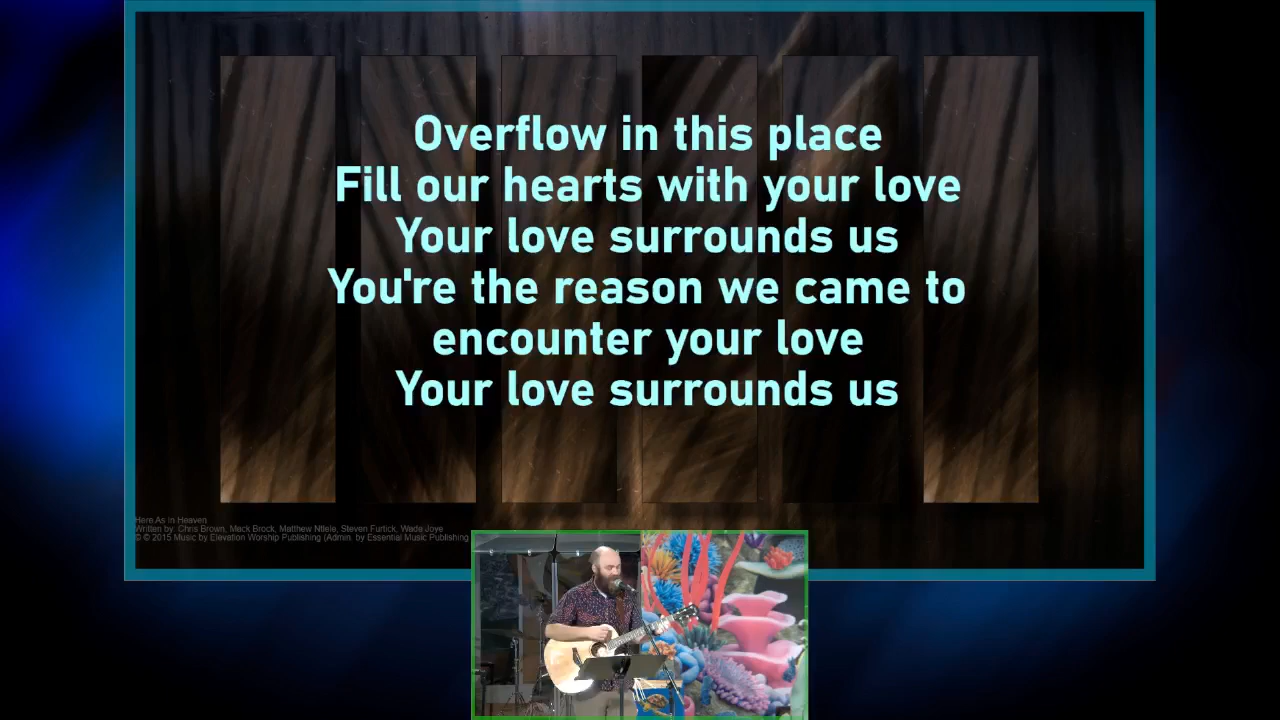 Overflow in this place
Fill our hearts with your love
Your love surrounds us
You're the reason we came to
encounter your love
Your love surrounds us
Here As In Heaven
Written by: Chris Brown, Mack Brock, Matthew Ntlele, Steven Furtick, Wade Joye
© © 2015 Music by Elevation Worship Publishing (Admin. by Essential Music Publishing